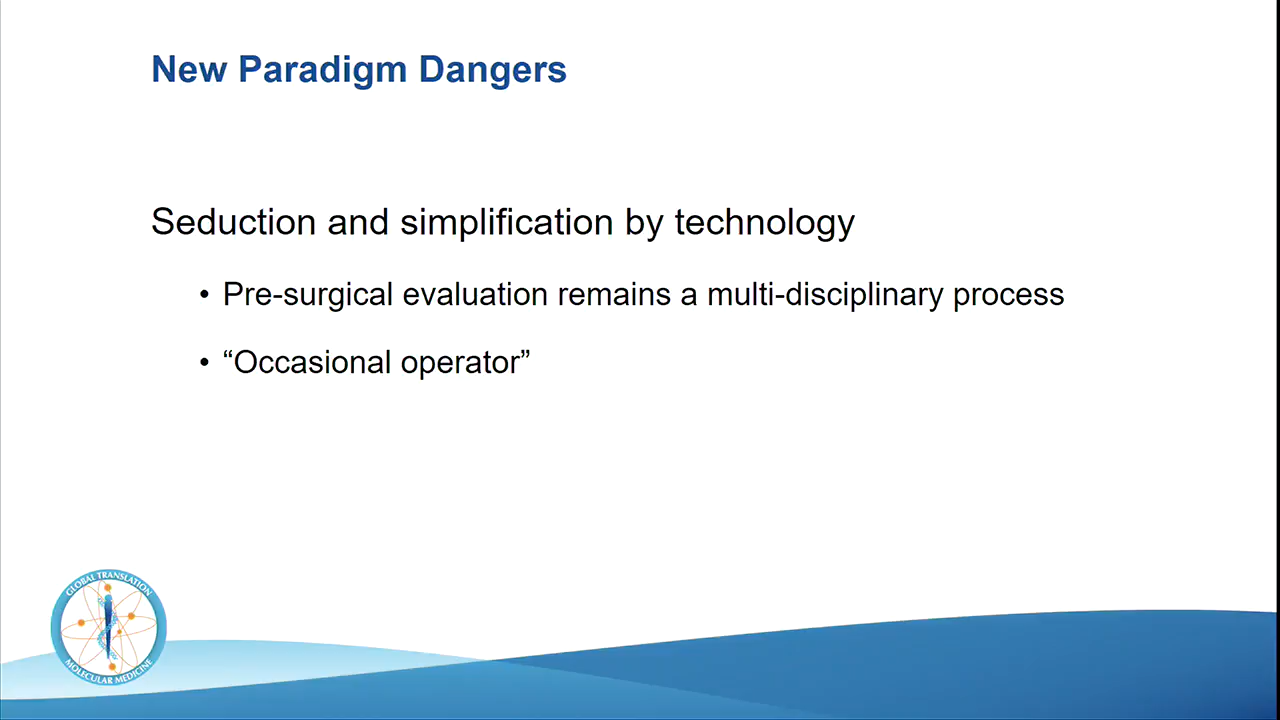 New Paradigm Dangers
Seduction and simplification by technology
• Pre-surgical evaluation remains a multi-disciplinary process
• “Occasional operator”
GLOBAL TRANSLATION
MOLECULAR MEDICINE